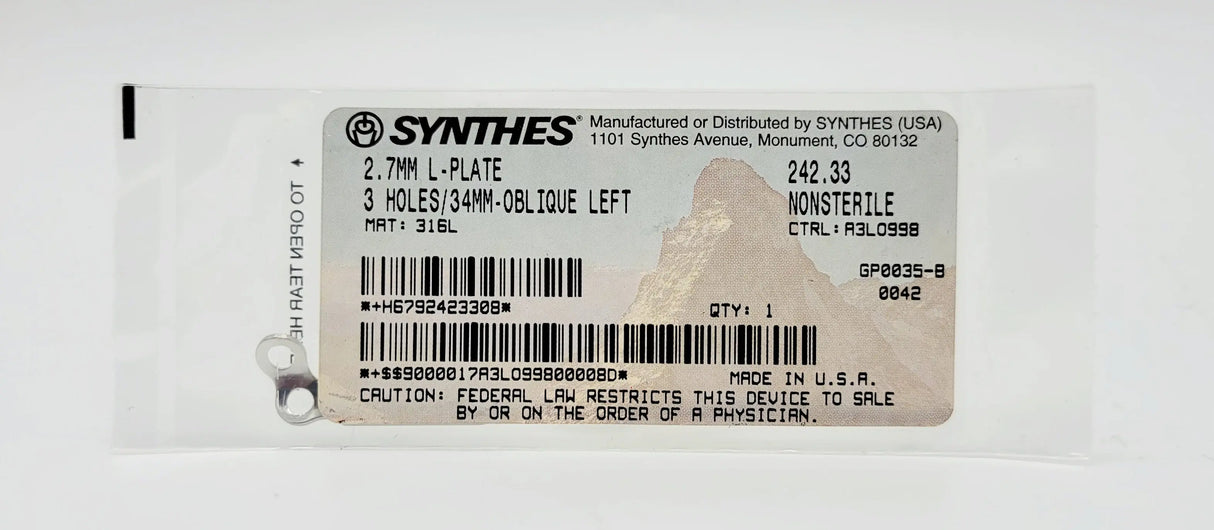 SYNTHES® Manufactured or Distributed by SYNTHES (USA)
1101 Synthes Avenue, Monument, CO 80132
2.7MM L-PLATE 242.33
3 HOLES/34MM-OBLIQUE LEFT NONSTERILE
MAT: 316L CTRL:A3L0998
GP0035-B
0042
*+H6792423308*
QTY: 1
*+$$9000017A3L099800008D*
MADE IN U.S.A.
CAUTION: FEDERAL LAW RESTRICTS THIS DEVICE TO SALE
BY OR ON THE ORDER OF A PHYSICIAN.
TO OPEN TEAR HE